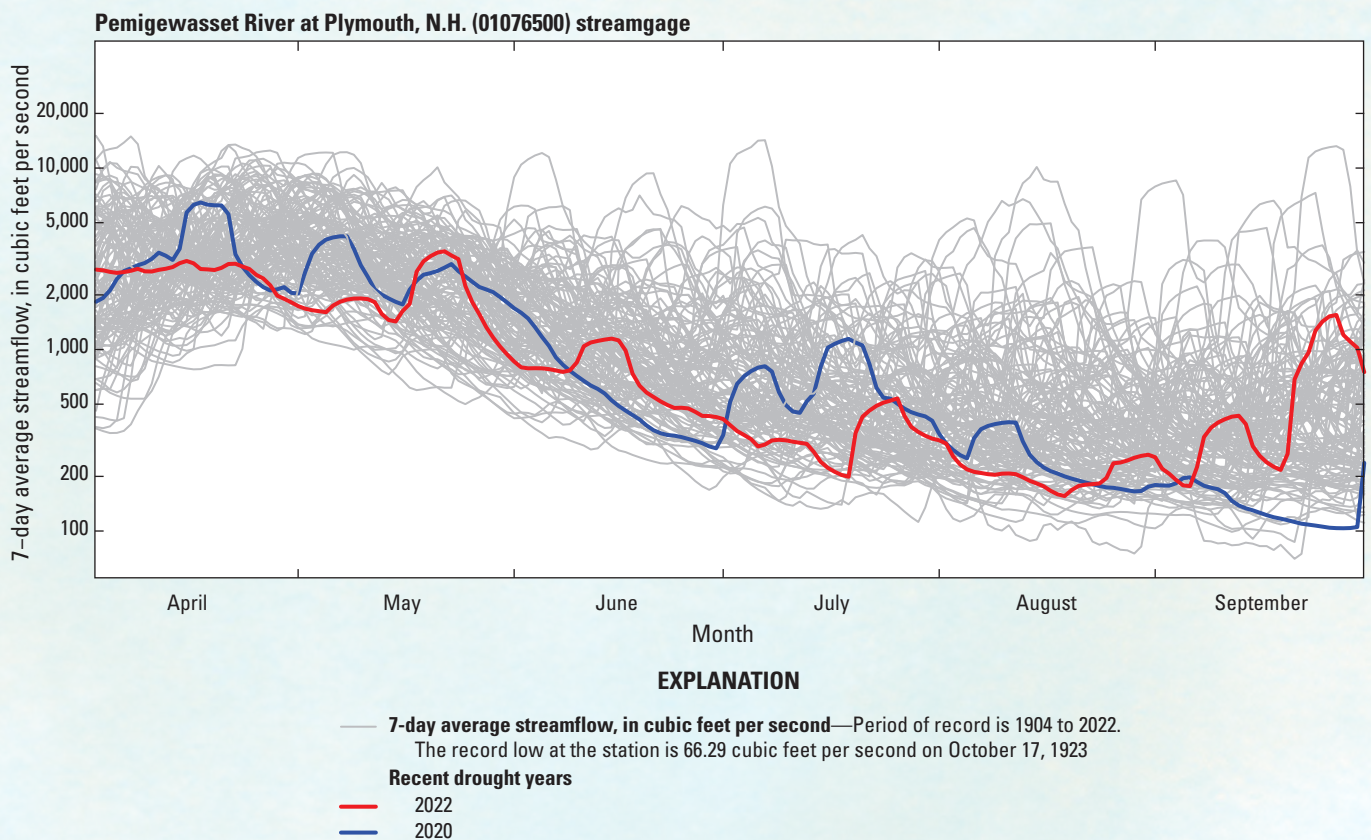 Pemigewasset River at Plymouth, N.H. (01076500) streamgage
7–day average streamflow, in cubic feet per second
20,000
10,000
5,000
2,000
1,000
500
200
100
April May June July August September
Month
EXPLANATION
7-day average streamflow, in cubic feet per second—Period of record is 1904 to 2022.
The record low at the station is 66.29 cubic feet per second on October 17, 1923
Recent drought years
2022
2020